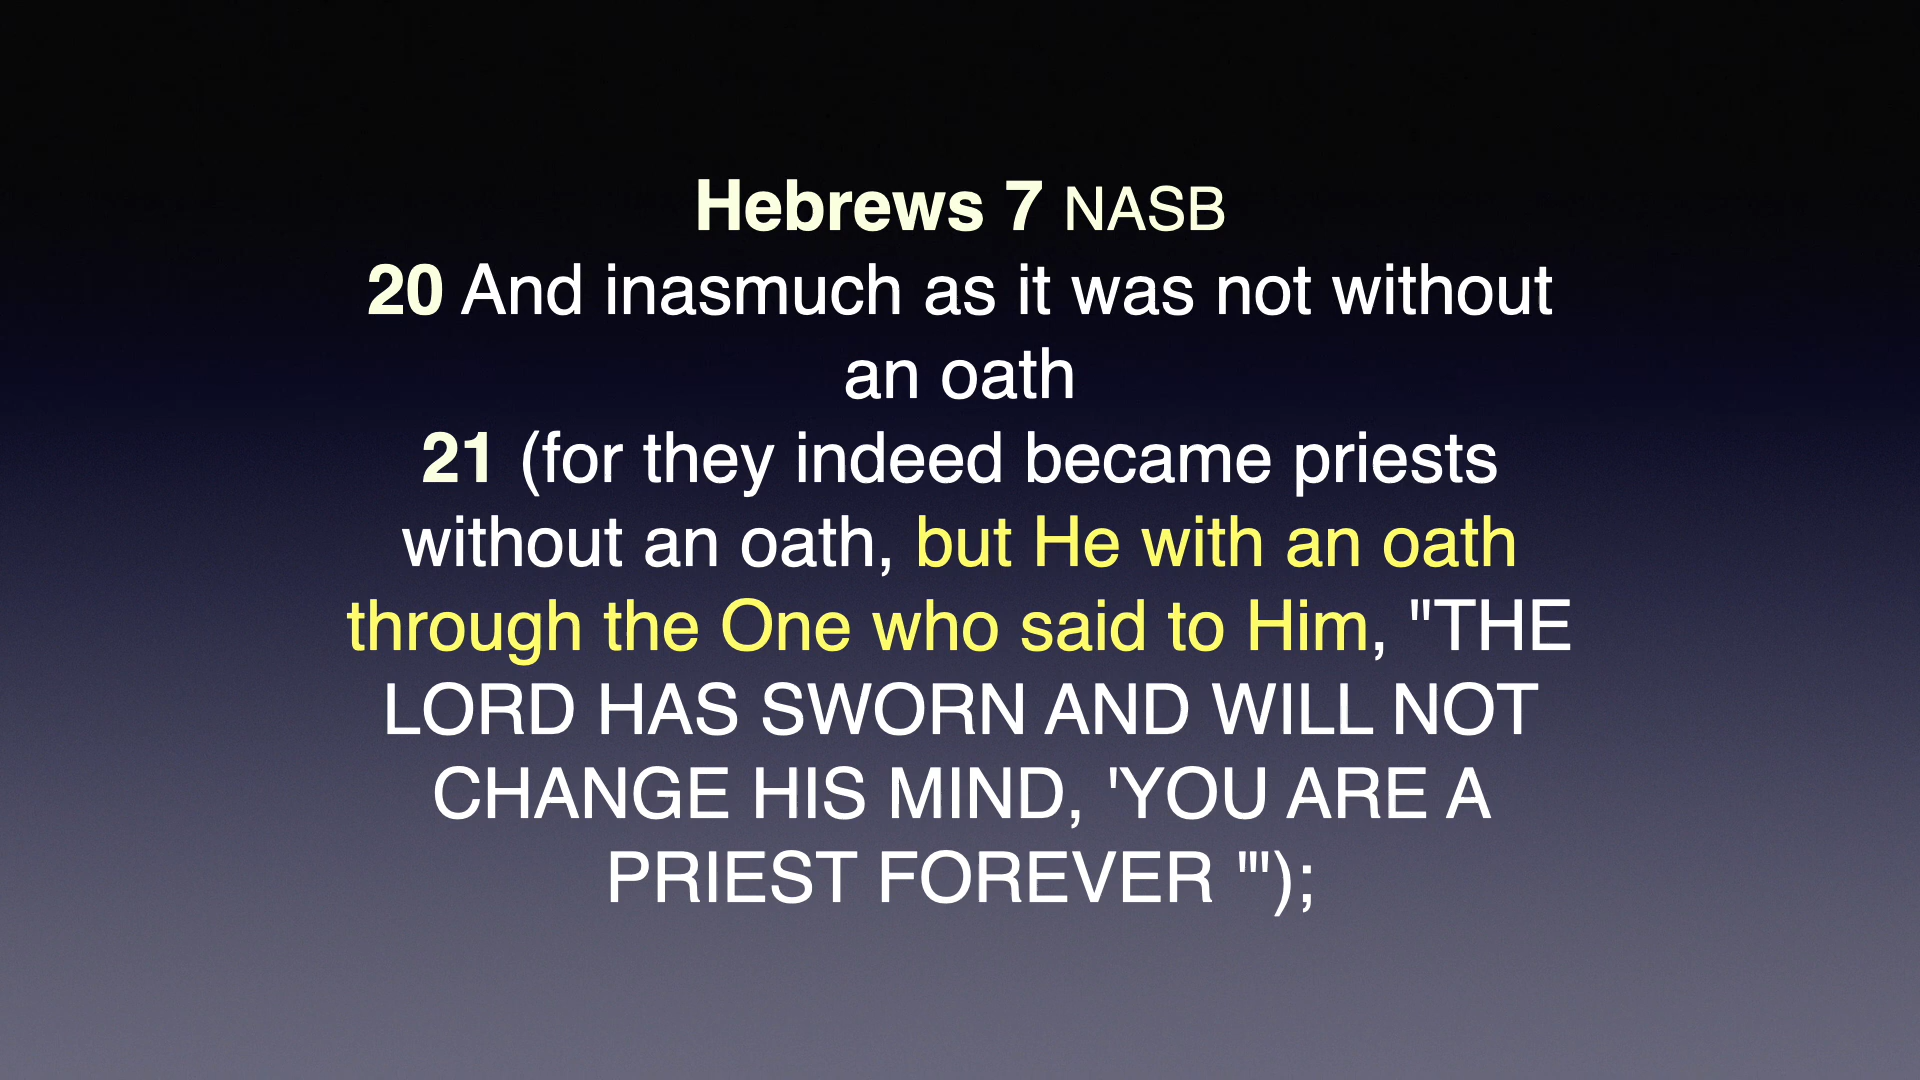 Hebrews 7 NASB
20 And inasmuch as it was not without
an oath
21 (for they indeed became priests
without an oath, but He with an oath
through the One who said to Him, "THE
LORD HAS SWORN AND WILL NOT
CHANGE HIS MIND, 'YOU ARE A
PRIEST FOREVER '");